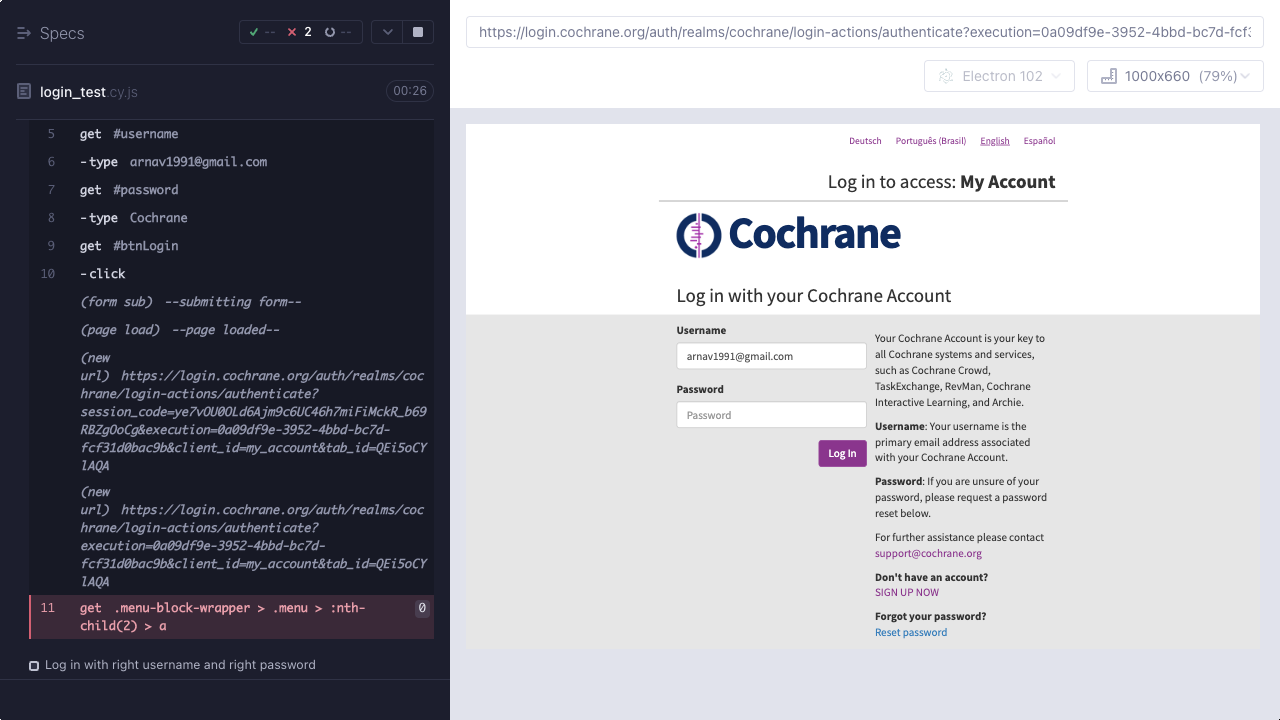 Specs
-- 2 --
login_test.cy.js 00:26
5 get #username
6 -type arnav1991@gmail.com
7 get #password
8 -type Cochrane
9 get #btnLogin
10 -click
(form sub) --submitting form--
(page load) --page loaded--
(new
url) https://login.cochrane.org/auth/realms/coc
hrane/login-actions/authenticate?
session_code=ye7vOU0OLd6Ajm9c6UC46h7miFiMckR_b69
RBZgOoCg&execution=0a09df9e-3952-4bbd-bc7d-
fcf31d0bac9b&client_id=my_account&tab_id=QEi5oCY
lAQA
(new
url) https://login.cochrane.org/auth/realms/coc
hrane/login-actions/authenticate?
execution=0a09df9e-3952-4bbd-bc7d-
fcf31d0bac9b&client_id=my_account&tab_id=QEi5oCY
lAQA
11 get .menu-block-wrapper > .menu > :nth- 0
child(2) > a
Log in with right username and right password
https://login.cochrane.org/auth/realms/cochrane/login-actions/authenticate?execution=0a09df9e-3952-4bbd-bc7d-fcf3
Electron 102 1000x660 (79%)
Deutsch Português (Brasil) English Español
Log in to access: My Account
Cochrane
Log in with your Cochrane Account
Username
arnav1991@gmail.com
Password
Password
Log In
Your Cochrane Account is your key to
all Cochrane systems and services,
such as Cochrane Crowd,
TaskExchange, RevMan, Cochrane
Interactive Learning, and Archie.
Username: Your username is the
primary email address associated
with your Cochrane Account.
Password: If you are unsure of your
password, please request a password
reset below.
For further assistance please contact
support@cochrane.org
Don't have an account?
SIGN UP NOW
Forgot your password?
Reset password